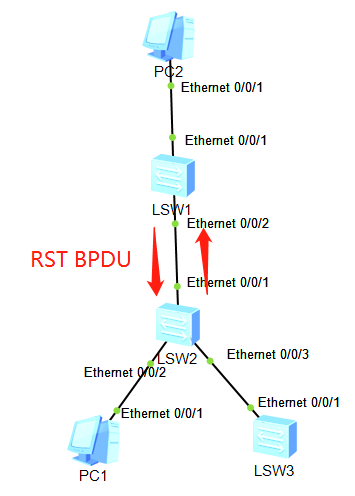 PC2
Ethernet 0/0/1
Ethernet 0/0/1
LSW1
Ethernet 0/0/2
RST BPDU
Ethernet 0/0/1
LSW2
Ethernet 0/0/3
Ethernet 0/0/2
Ethernet 0/0/1
Ethernet 0/0/1
PC1
LSW3